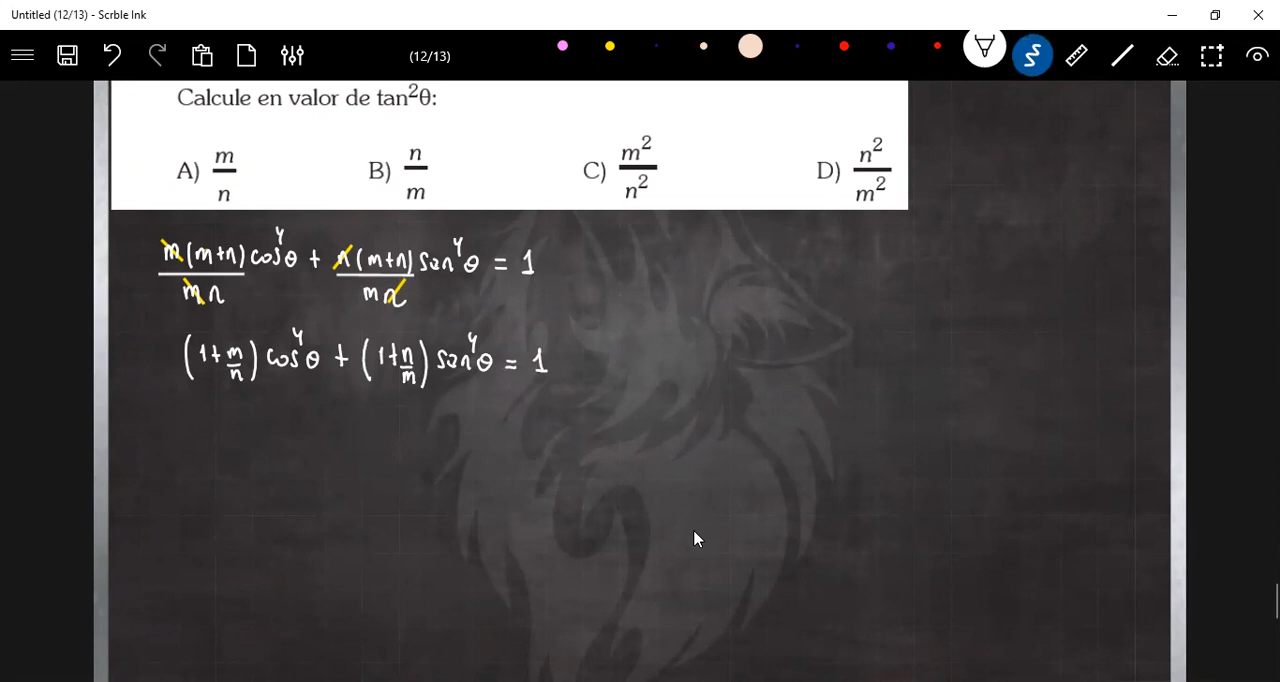 Untitled (12/13) - Scrble Ink
(12/13)
Calcule en valor de tan²θ:
A) m/n B) n/m C) m²/n² D) n²/m²
m(m+n)/mn cos⁴θ + n(m+n)/mn sen⁴θ = 1
(1+m/n) cos⁴θ + (1+n/m) sen⁴θ = 1